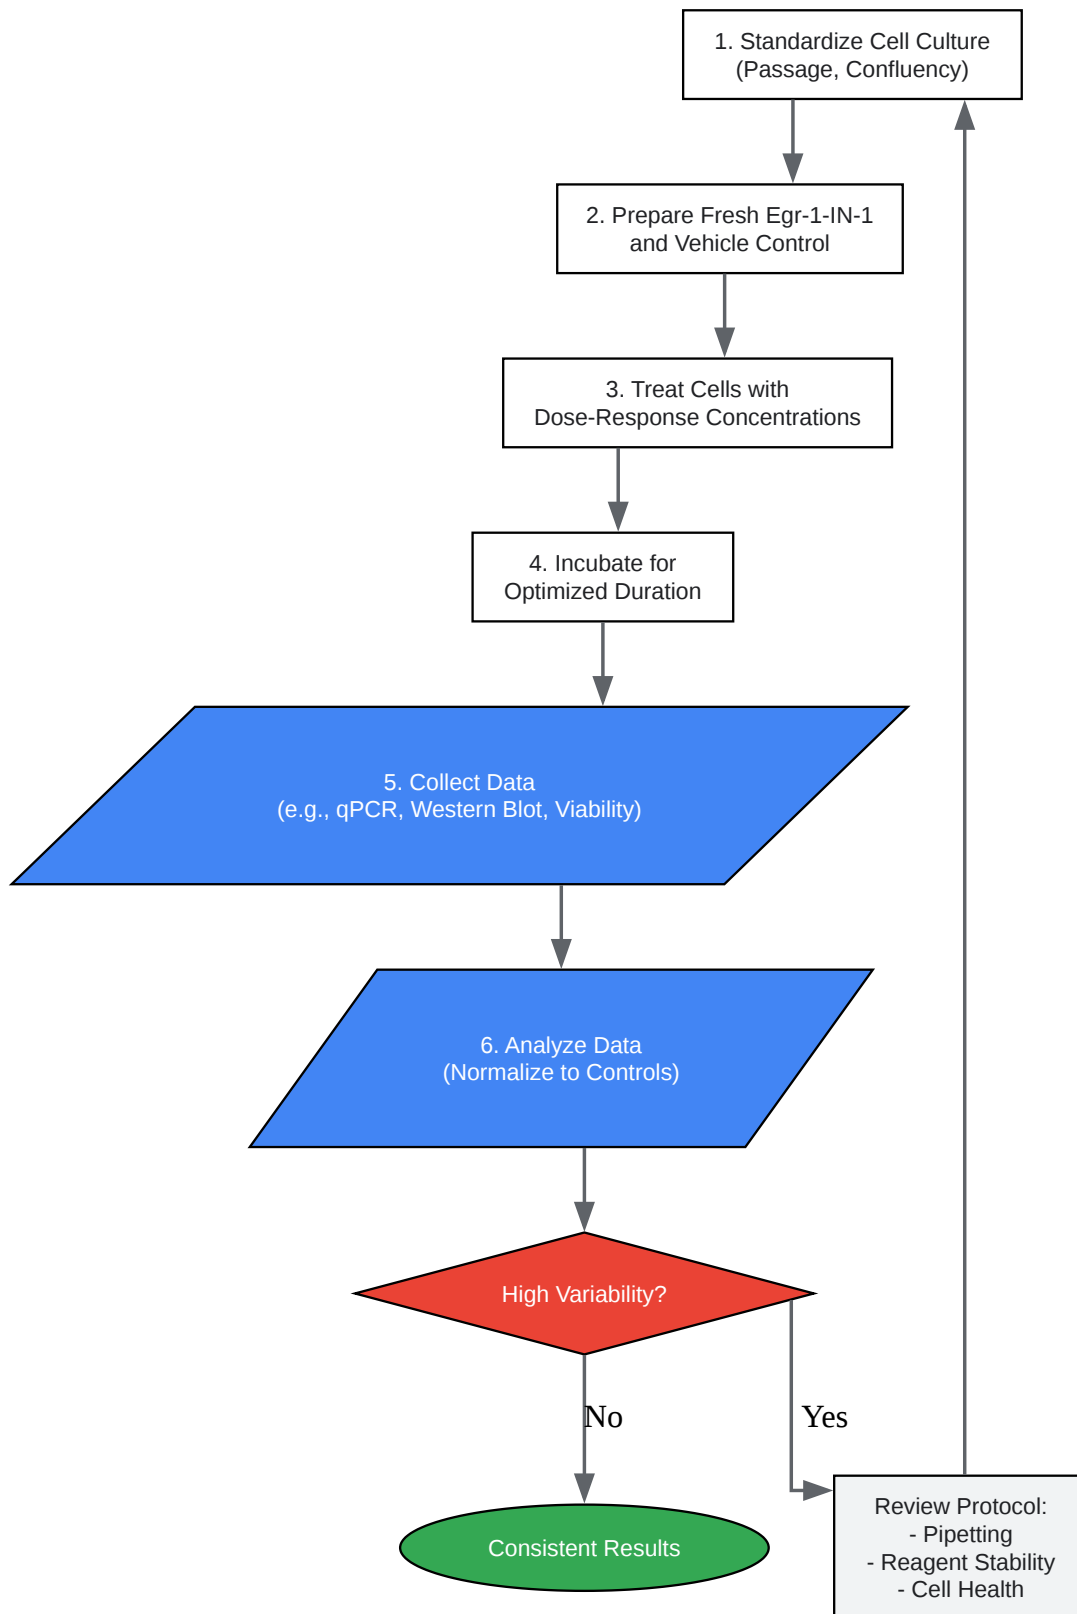 1. Standardize Cell Culture
(Passage, Confluency)
2. Prepare Fresh Egr-1-IN-1
and Vehicle Control
3. Treat Cells with
Dose-Response Concentrations
4. Incubate for
Optimized Duration
5. Collect Data
(e.g., qPCR, Western Blot, Viability)
6. Analyze Data
(Normalize to Controls)
High Variability?
No
Yes
Review Protocol:
- Pipetting
- Reagent Stability
- Cell Health
Consistent Results